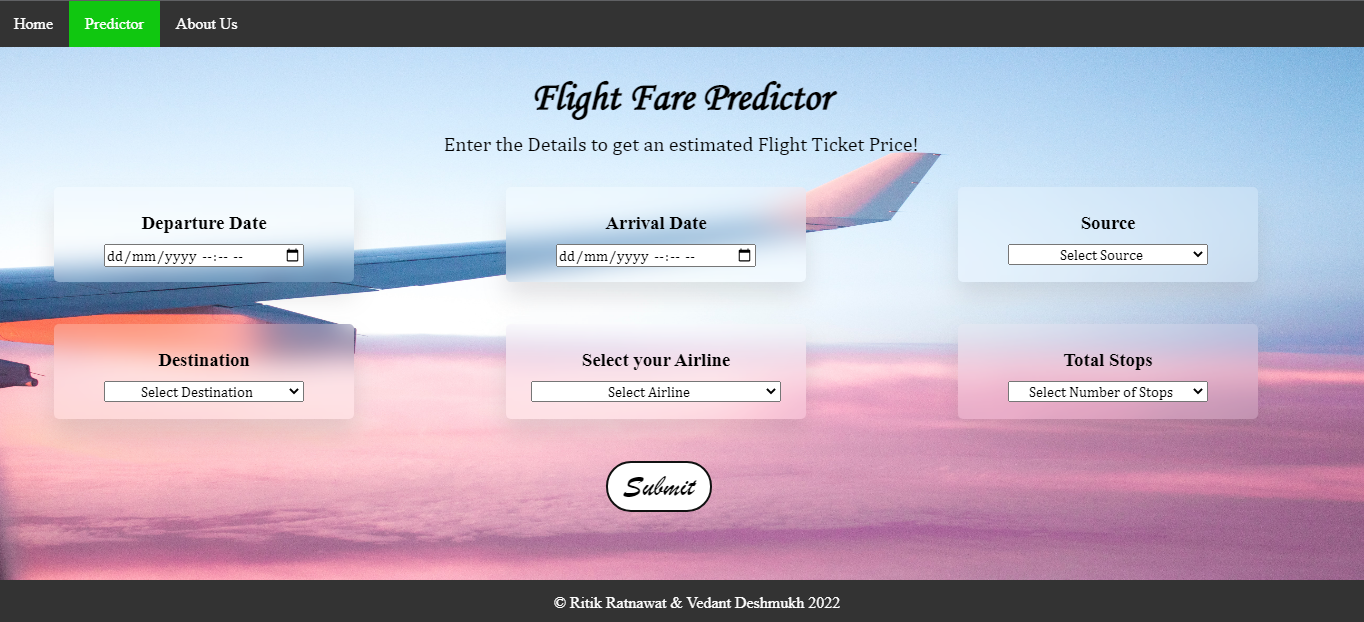 Home Predictor About Us
Flight Fare Predictor
Enter the Details to get an estimated Flight Ticket Price!
Departure Date
dd/mm/yyyy --:-- --
Arrival Date
dd/mm/yyyy --:-- --
Source
Select Source
Destination
Select Destination
Select your Airline
Select Airline
Total Stops
Select Number of Stops
Submit
© Ritik Ratnawat & Vedant Deshmukh 2022